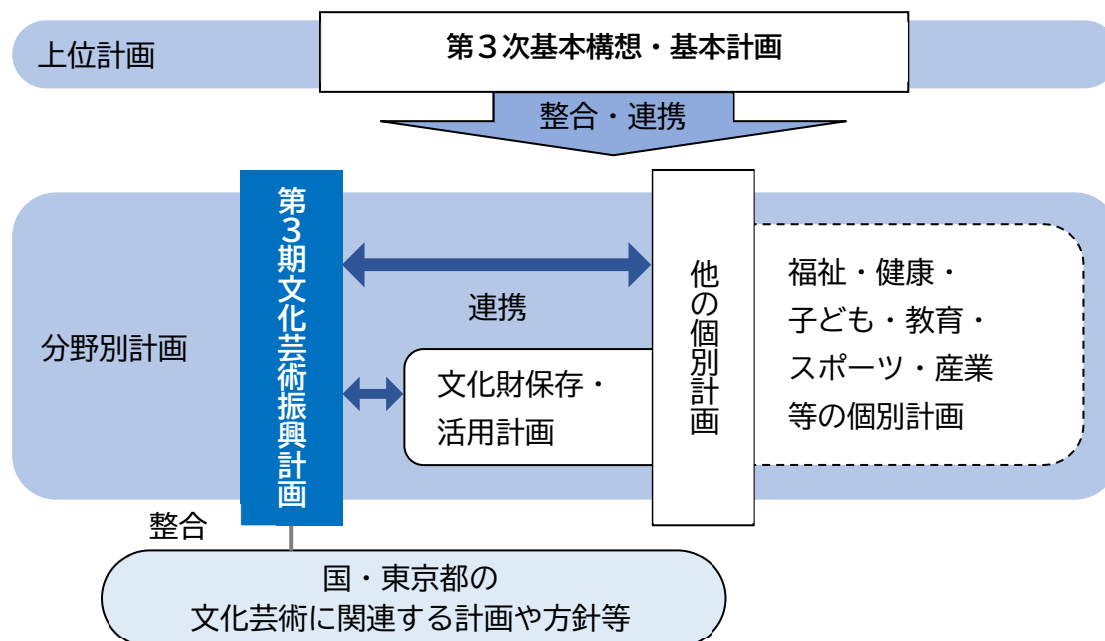 上位計画
第３次基本構想・基本計画
整合・連携
分野別計画
第３期文化芸術振興計画
連携
文化財保存・
活用計画
他の個別計画
福祉・健康・
子ども・教育・
スポーツ・産業
等の個別計画
整合
国・東京都の
文化芸術に関連する計画や方針等